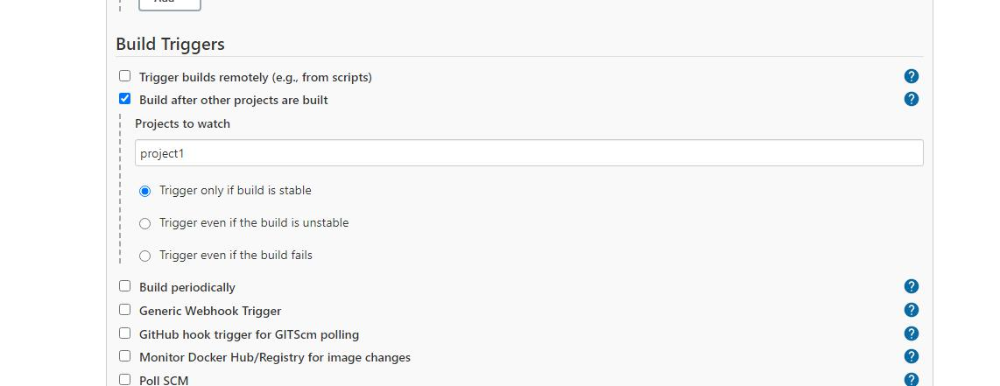 Add
Build Triggers
Trigger builds remotely (e.g., from scripts)
?
Build after other projects are built
?
Projects to watch
project1
Trigger only if build is stable
Trigger even if the build is unstable
Trigger even if the build fails
Build periodically
?
Generic Webhook Trigger
?
GitHub hook trigger for GITScm polling
?
Monitor Docker Hub/Registry for image changes
?
Poll SCM
?